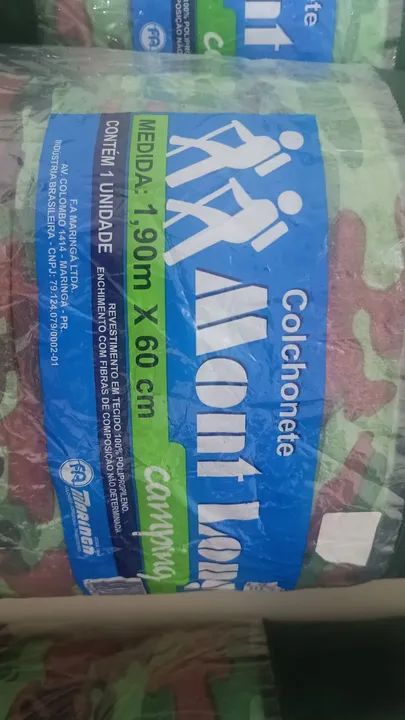 Colchonete
Mont
camping
MEDIDA: 1,90m X 60 cm
CONTÉM 1 UNIDADE
REVESTIMENTO EM TECIDO:100% POLIPROPILENO.
ENCHIMENTO COM FIBRAS DE COMPOSIÇÃO NÃO DETERMINADA
F.A MARINGÁ LTDA.
AV. COLOMBO 1414 - MARINGÁ - PR.
INDÚSTRIA BRASILEIRA - CNPJ: 79.124.079/0002-01
FA